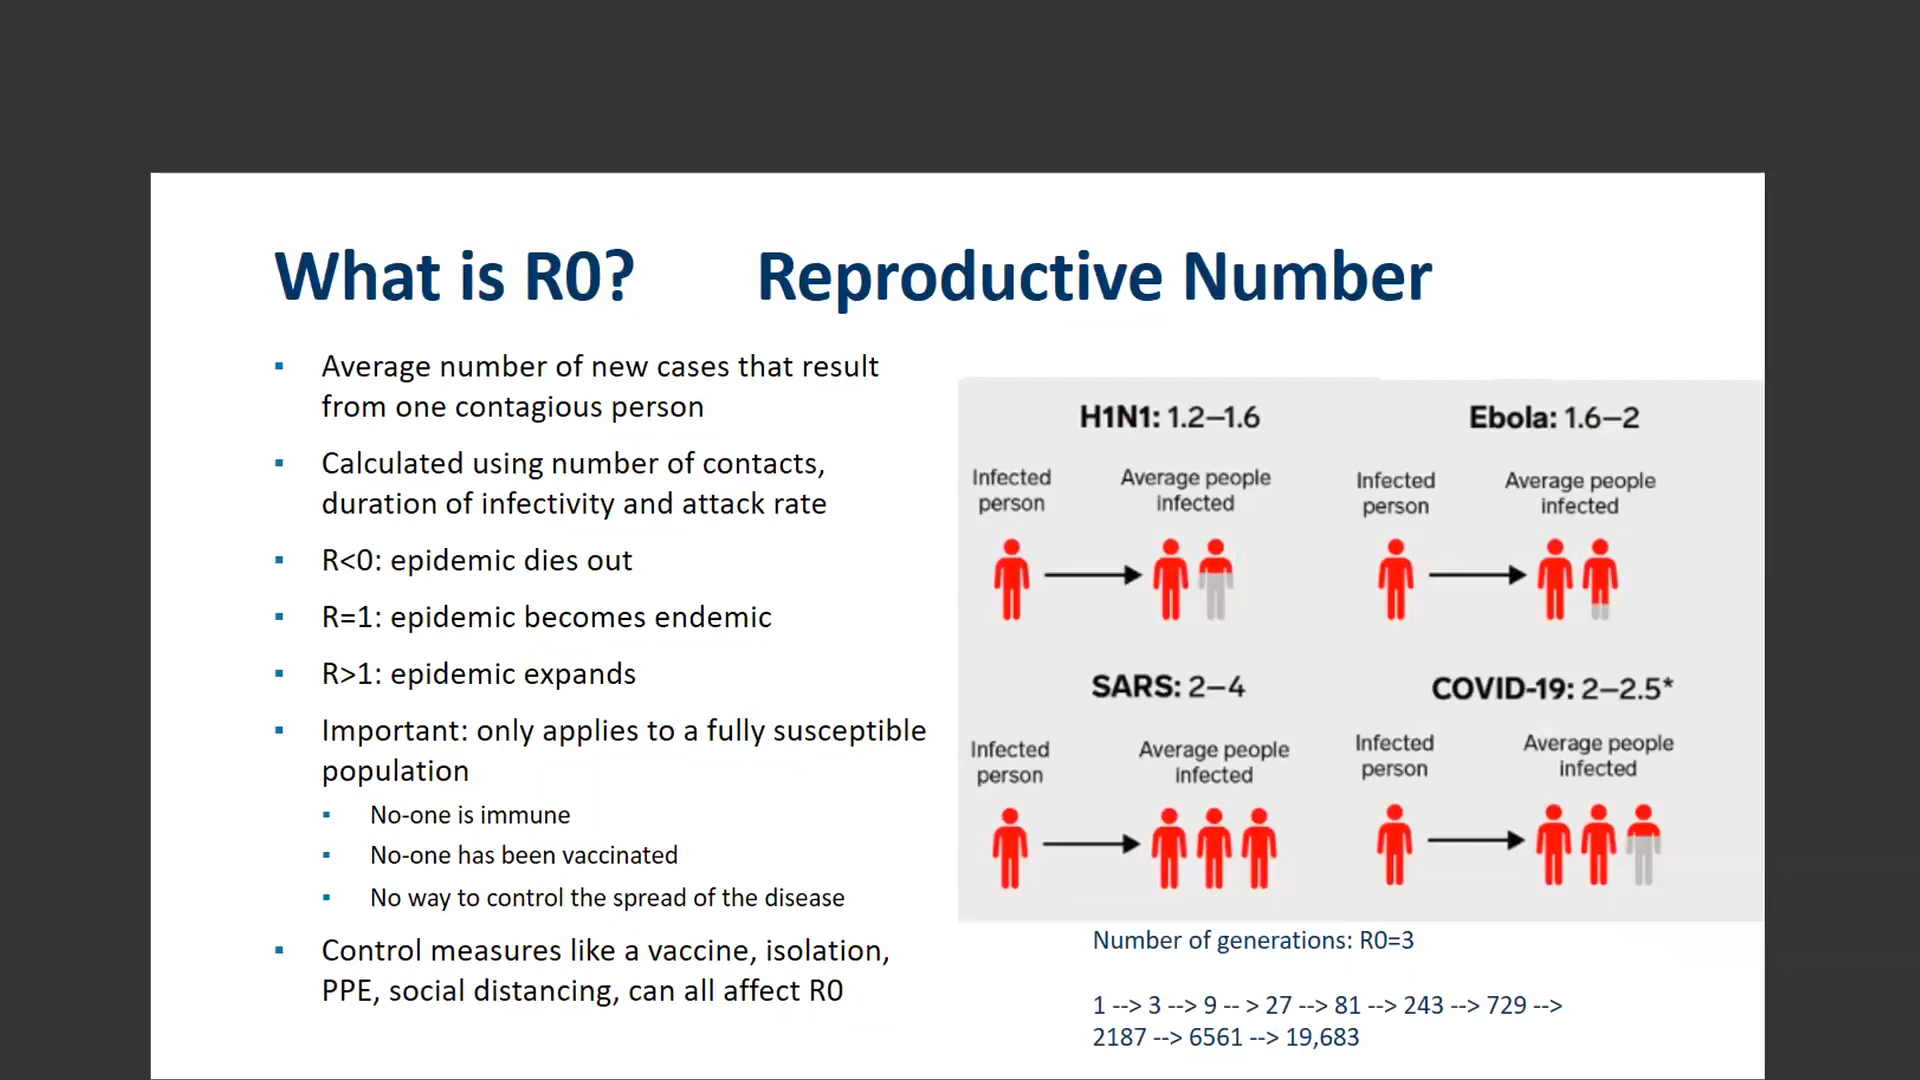 What is R0? Reproductive Number
▪ Average number of new cases that result
from one contagious person
▪ Calculated using number of contacts,
duration of infectivity and attack rate
▪ R<0: epidemic dies out
▪ R=1: epidemic becomes endemic
▪ R>1: epidemic expands
▪ Important: only applies to a fully susceptible
population
▪ No-one is immune
▪ No-one has been vaccinated
▪ No way to control the spread of the disease
▪ Control measures like a vaccine, isolation,
PPE, social distancing, can all affect R0
H1N1: 1.2–1.6
Infected
person
Average people
infected
Ebola: 1.6–2
Infected
person
Average people
infected
SARS: 2–4
Infected
person
Average people
infected
COVID-19: 2–2.5*
Infected
person
Average people
infected
Number of generations: R0=3
1 --> 3 --> 9 -- > 27 --> 81 --> 243 --> 729 -->
2187 --> 6561 --> 19,683